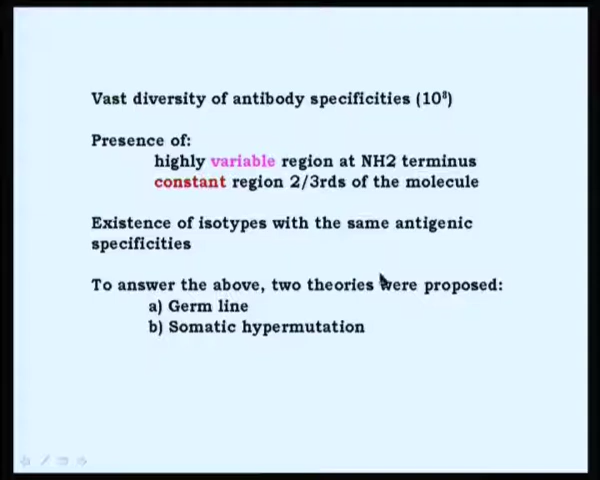 Vast diversity of antibody specificities (10⁸)
Presence of:
highly variable region at NH2 terminus
constant region 2/3rds of the molecule
Existence of isotypes with the same antigenic
specificities
To answer the above, two theories were proposed:
a) Germ line
b) Somatic hypermutation